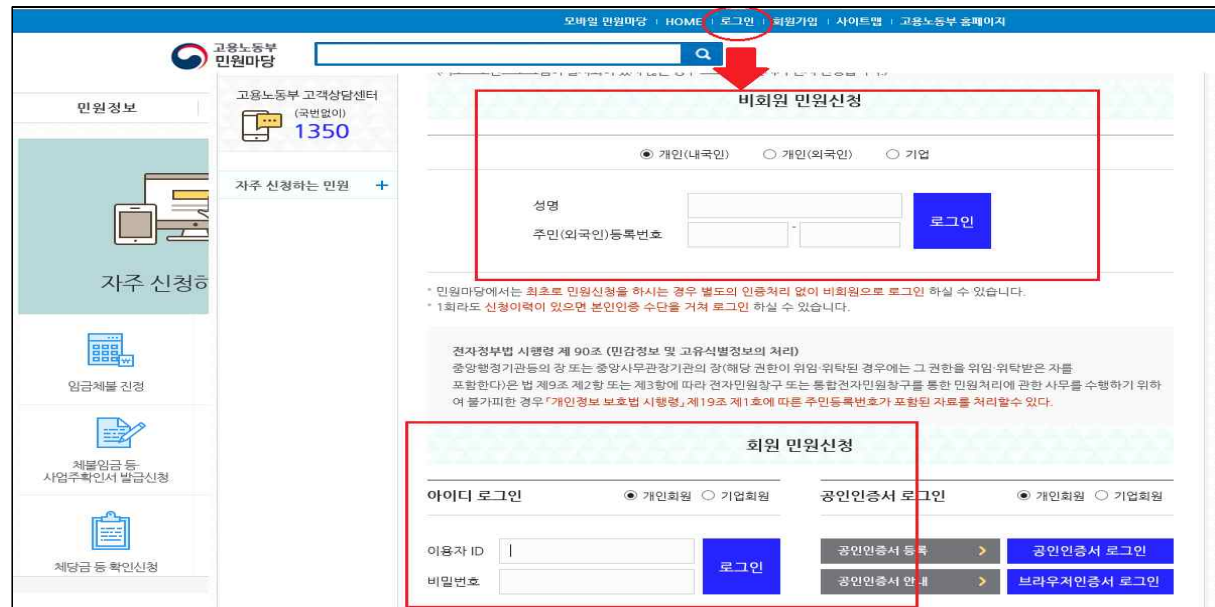 모바일 민원마당 | HOME | 로그인 | 회원가입 | 사이트맵 | 고용노동부 홈페이지
고용노동부
민원마당
민원정보
고용노동부 고객상담센터
(국번없이)
1350
자주 신청하는 민원 +
자주 신청하
임금체불 진정
체불임금 등·
사업주확인서 발급신청
체당금 등 확인신청
비회원 민원신청
개인(내국인) 개인(외국인) 기업
성명
주민(외국인)등록번호 -
로그인
* 민원마당에서는 최초로 민원신청을 하시는 경우 별도의 인증처리 없이 비회원으로 로그인 하실 수 있습니다.
* 1회라도 신청이력이 있으면 본인인증 수단을 거쳐 로그인 하실 수 있습니다.
전자정부법 시행령 제 90조 (민감정보 및 고유식별정보의 처리)
중앙행정기관등의 장 또는 중앙사무관장기관의 장(해당 권한이 위임·위탁된 경우에는 그 권한을 위임·위탁받은 자를
포함한다)은 법 제9조 제2항 또는 제3항에 따라 전자민원창구 또는 통합전자민원창구를 통한 민원처리에 관한 사무를 수행하기 위하
여 불가피한 경우 「개인정보 보호법 시행령」 제19조 제1호에 따른 주민등록번호가 포함된 자료를 처리할수 있다.
회원 민원신청
아이디 로그인 개인회원 기업회원
이용자 ID
비밀번호
로그인
공인인증서 로그인 개인회원 기업회원
공인인증서 등록 > 공인인증서 로그인
공인인증서 안내 > 브라우저인증서 로그인